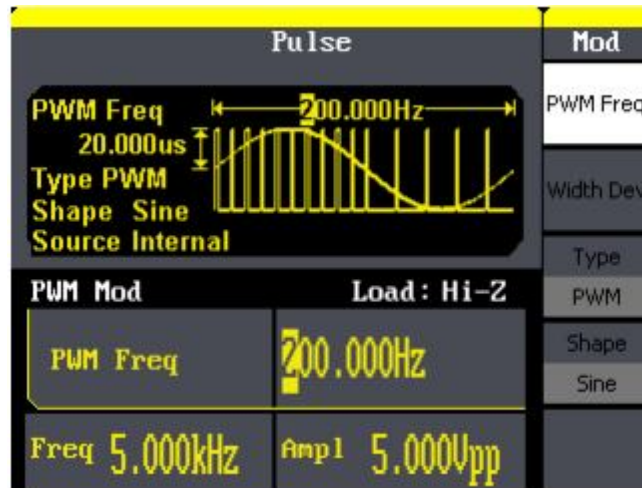 Pulse
Mod
PWM Freq
200.000Hz
20.000us
Type PWM
Shape Sine
Source Internal
PWM Freq
Width Dev
Type
PWM
Shape
Sine
PWM Mod
Load: Hi-Z
PWM Freq
200.000Hz
Freq 5.000kHz
Ampl 5.000Vpp